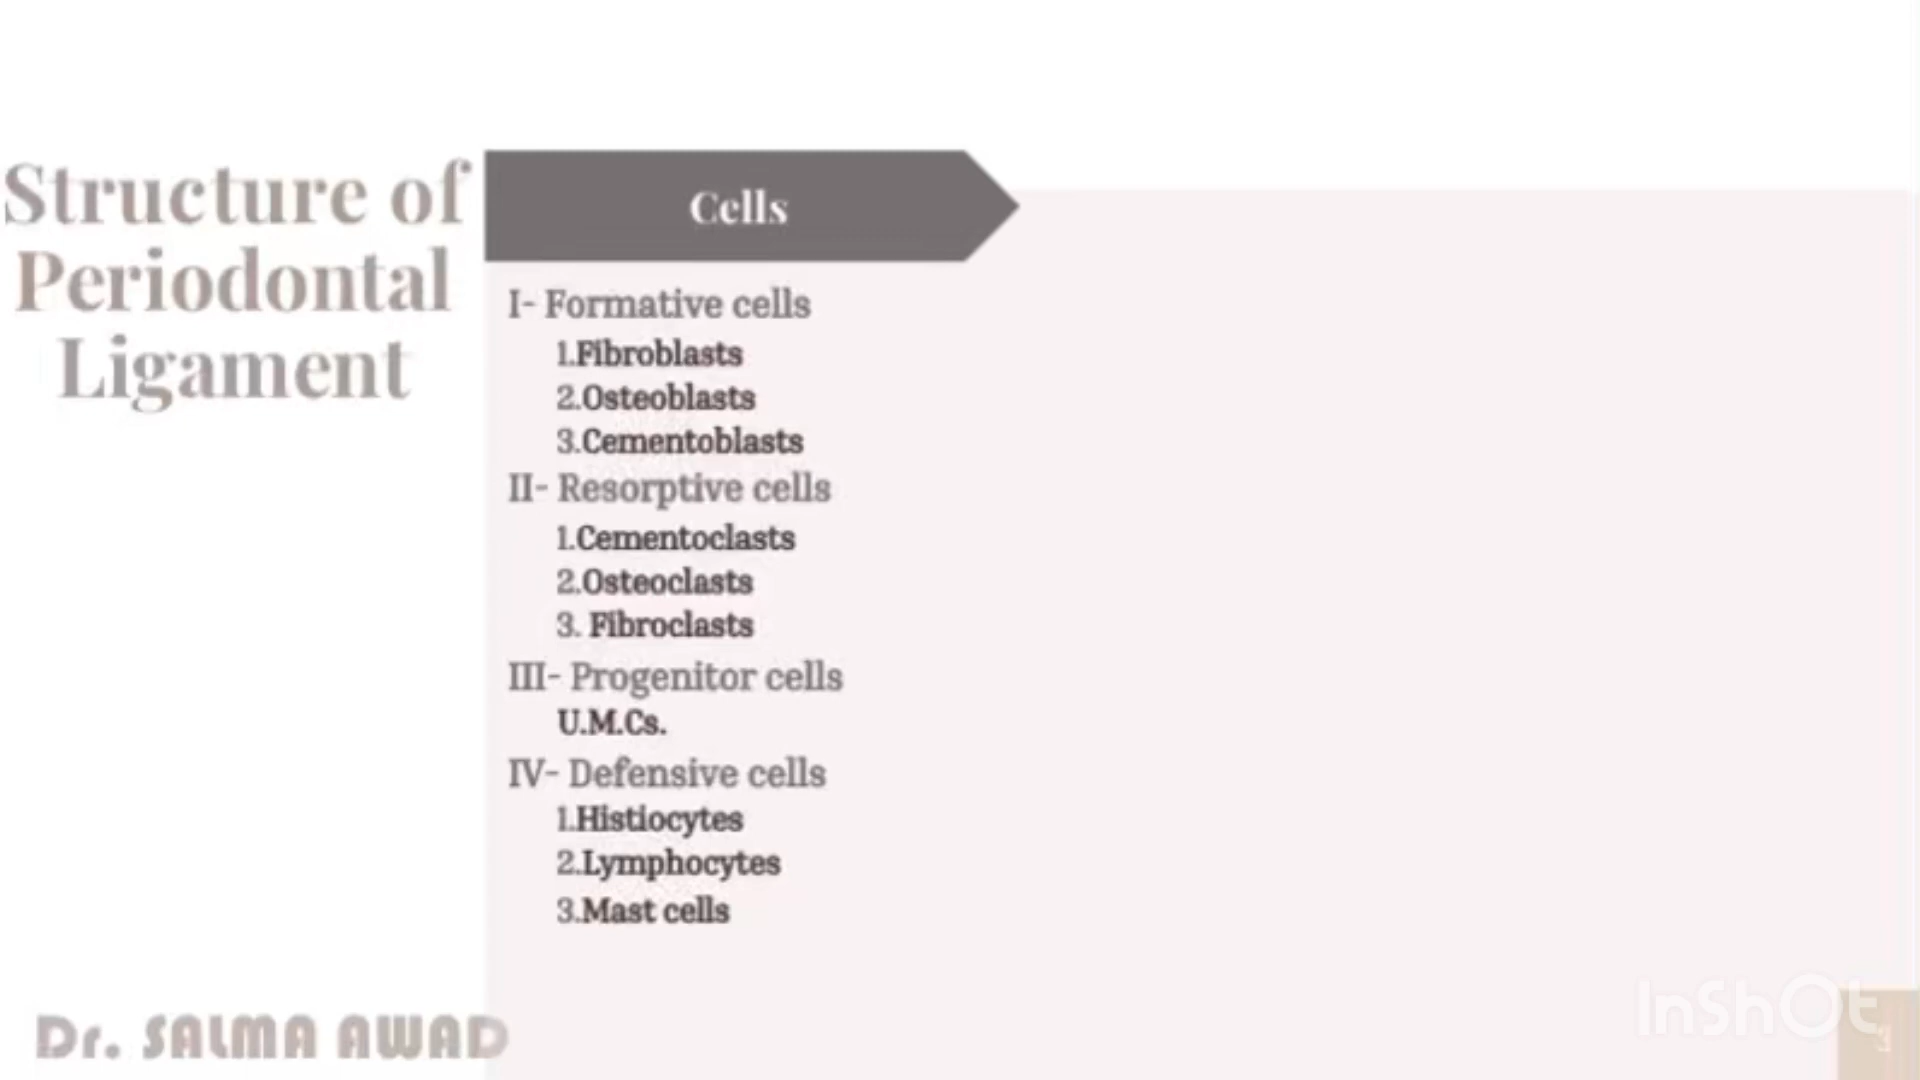 Structure of
Periodontal
Ligament
Cells
I- Formative cells
1.Fibroblasts
2.Osteoblasts
3.Cementoblasts
II- Resorptive cells
1.Cementoclasts
2.Osteoclasts
3. Fibroclasts
III- Progenitor cells
U.M.Cs.
IV- Defensive cells
1.Histiocytes
2.Lymphocytes
3.Mast cells
Dr. SALMA AWAD
InShOt